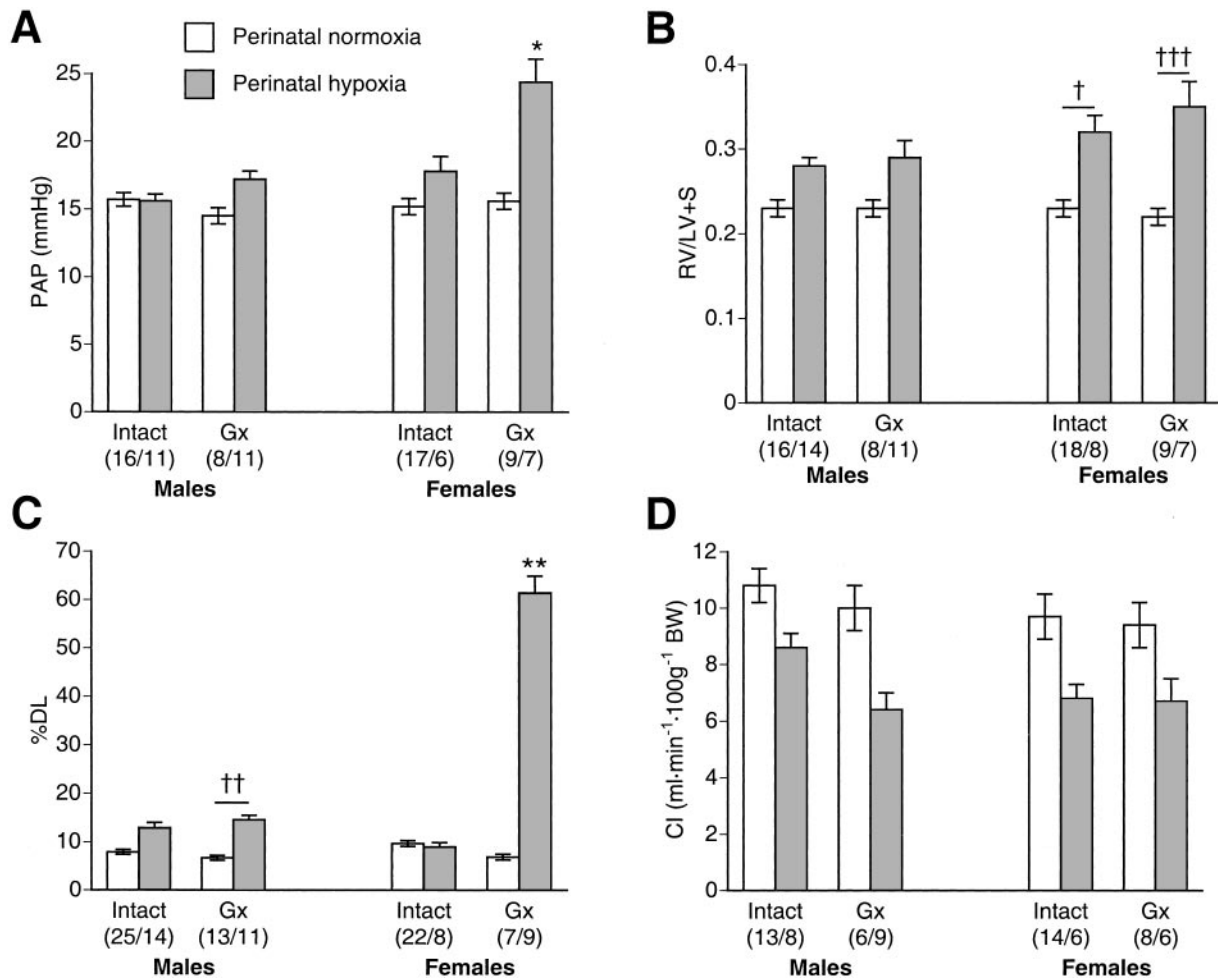 A
Perinatal normoxia
Perinatal hypoxia
PAP (mmHg)
25
20
15
10
5
0
*
Intact Gx Intact Gx
(16/11) (8/11) (17/6) (9/7)
Males Females
B
RV/LV+S
0.4
0.3
0.2
0.1
0
† †††
Intact Gx Intact Gx
(16/14) (8/11) (18/8) (9/7)
Males Females
C
%DL
70
60
50
40
30
20
10
0
†† **
Intact Gx Intact Gx
(25/14) (13/11) (22/8) (7/9)
Males Females
D
CI (ml·min⁻¹·100g⁻¹ BW)
12
10
8
6
4
2
0
Intact Gx Intact Gx
(13/8) (6/9) (14/6) (8/6)
Males Females